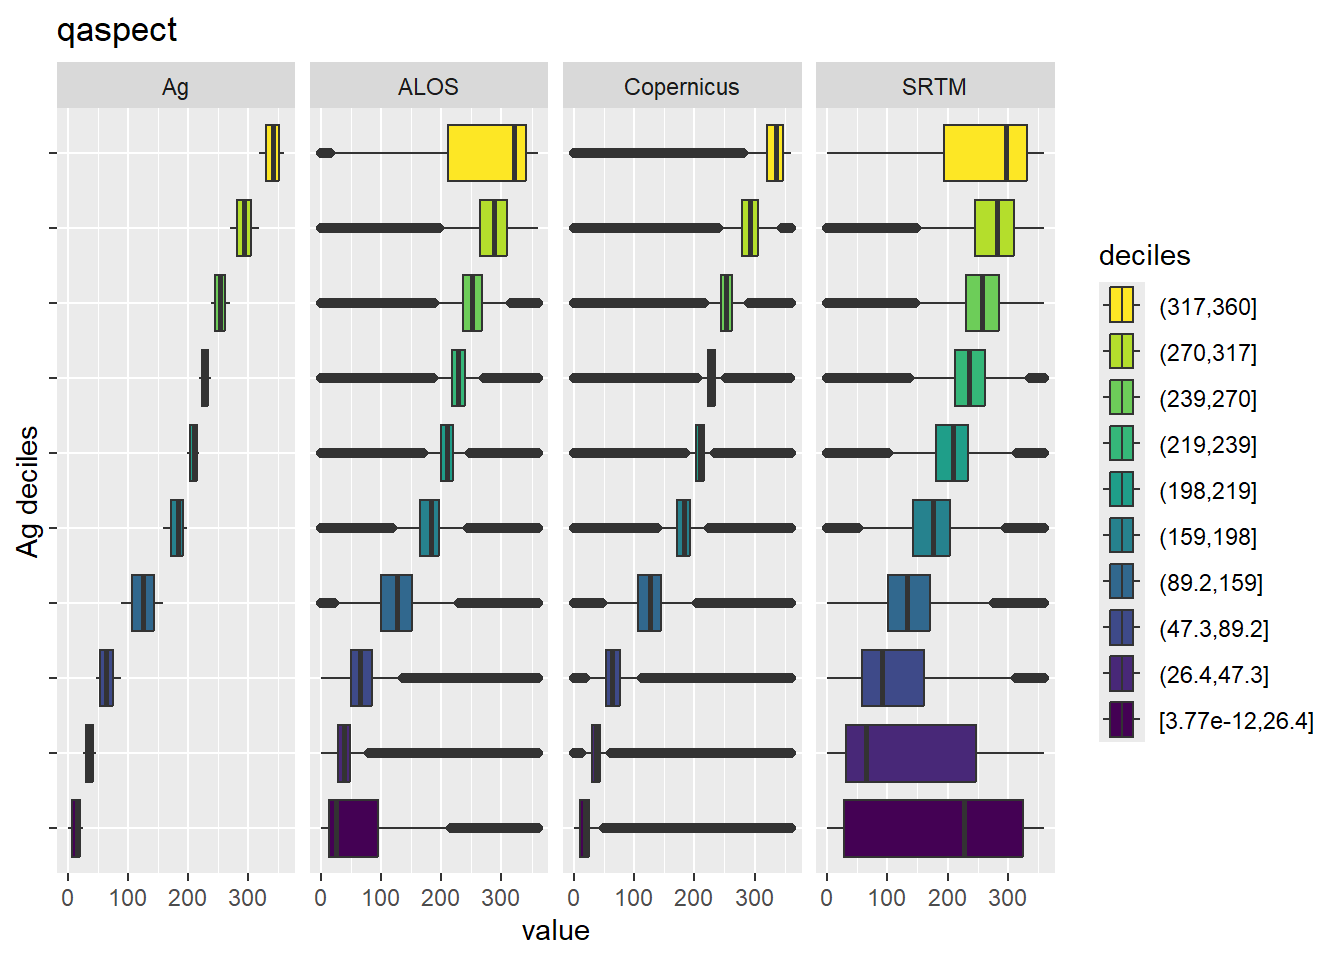 qaspect
Ag
ALOS
Copernicus
SRTM
Ag deciles
0 100 200 300
0 100 200 300
0 100 200 300
0 100 200 300
value
deciles
(317,360]
(270,317]
(239,270]
(219,239]
(198,219]
(159,198]
(89.2,159]
(47.3,89.2]
(26.4,47.3]
[3.77e-12,26.4]